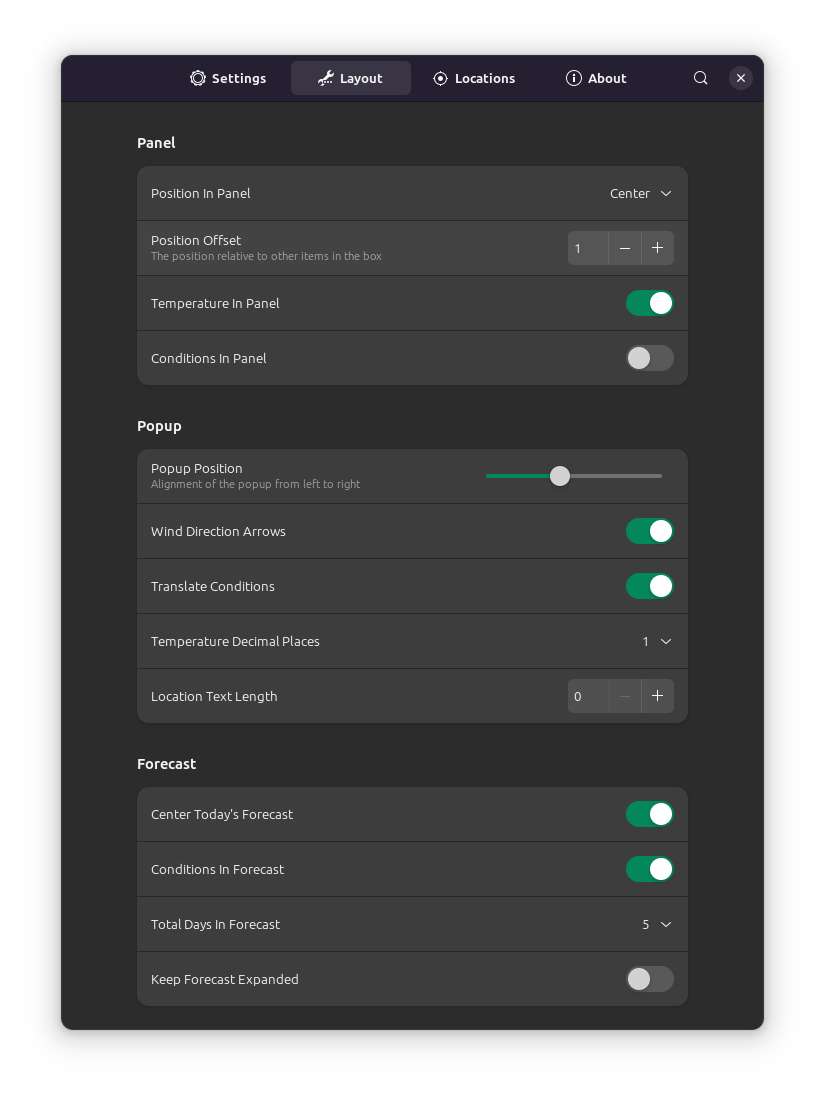 Settings
Layout
Locations
About
Panel
Position In Panel
Center
Position Offset
The position relative to other items in the box
1
Temperature In Panel
Conditions In Panel
Popup
Popup Position
Alignment of the popup from left to right
Wind Direction Arrows
Translate Conditions
Temperature Decimal Places
1
Location Text Length
0
Forecast
Center Today's Forecast
Conditions In Forecast
Total Days In Forecast
5
Keep Forecast Expanded